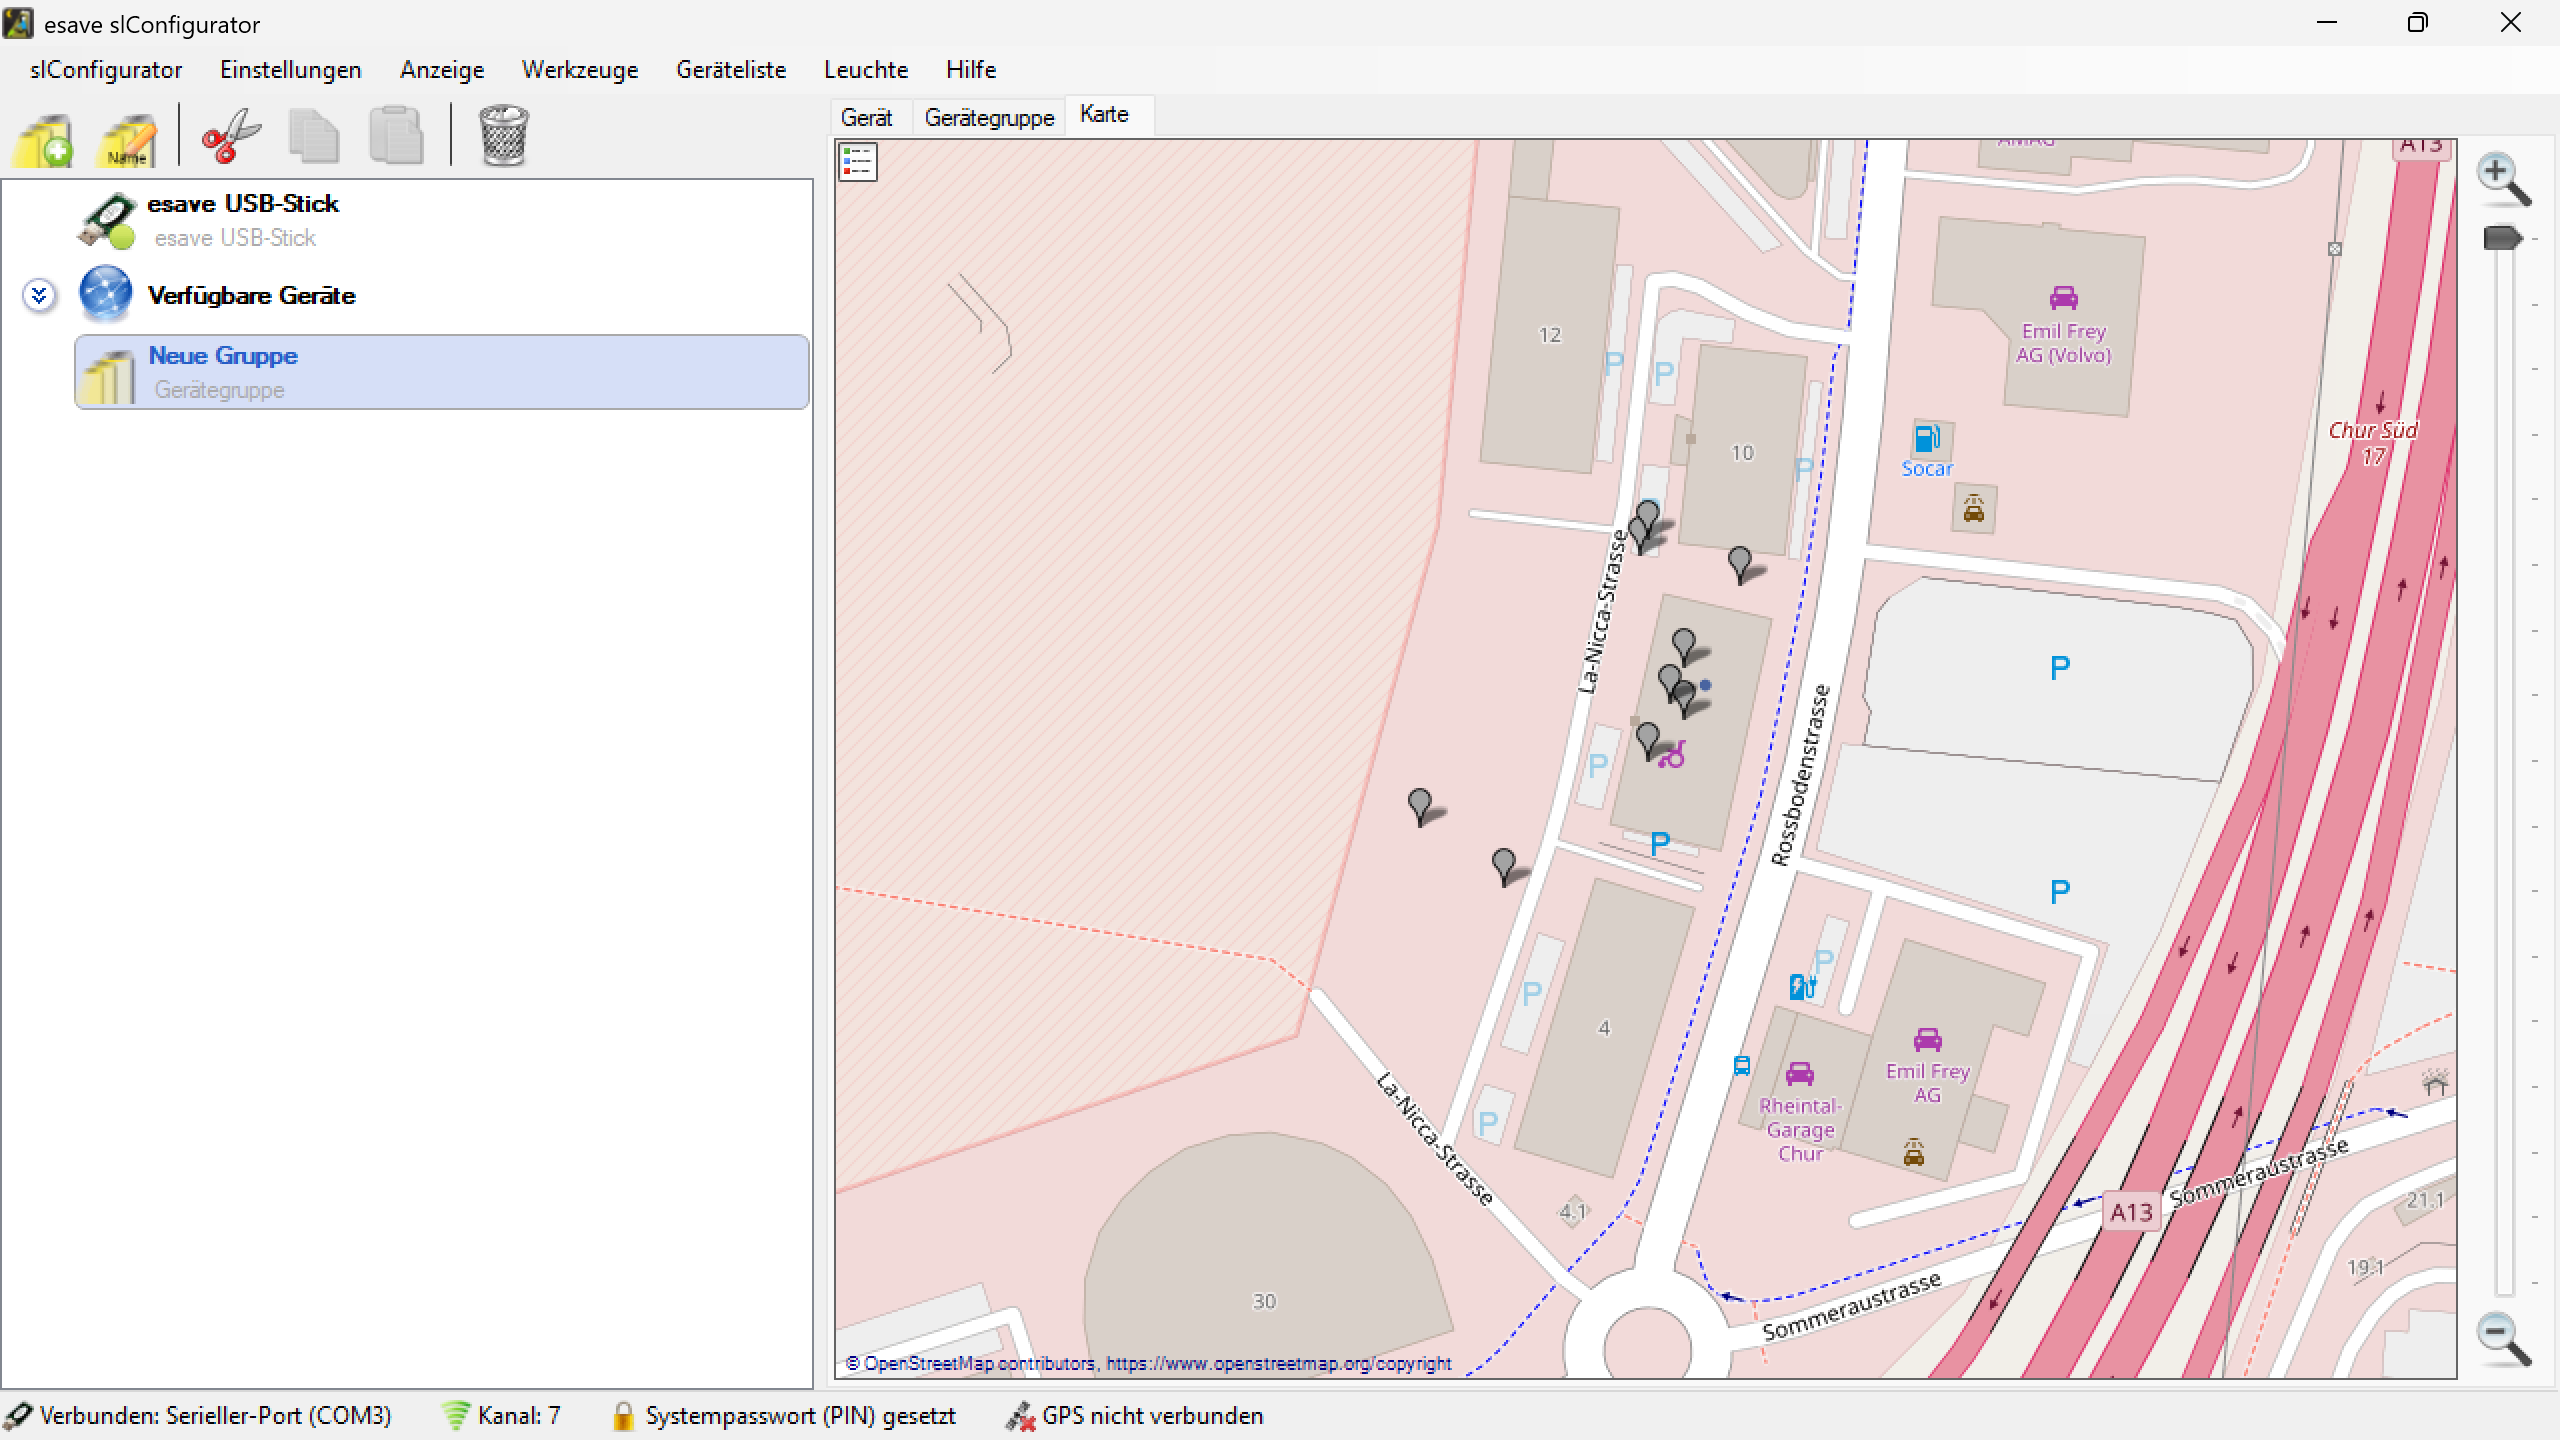 esave slConfigurator
slConfigurator Einstellungen Anzeige Werkzeuge Geräteliste Leuchte Hilfe
Name
Gerät Gerätegruppe Karte
esave USB-Stick
esave USB-Stick
Verfügbare Geräte
Neue Gruppe
Gerätegruppe
AMAG
A13
12
P
P
10
P
Emil Frey
AG (Volvo)
Socar
Chur Süd
17
La-Nicca-Strasse
Rossbodenstrasse
P
P
P
P
P
P
P
4
4.1
La-Nicca-Strasse
Rheintal-
Garage
Chur
Emil Frey
AG
A13
Sommeraustrasse
Sommeraustrasse
21.1
19.1
30
© OpenStreetMap contributors, https://www.openstreetmap.org/copyright
Verbunden: Serieller-Port (COM3) Kanal: 7 Systempasswort (PIN) gesetzt GPS nicht verbunden